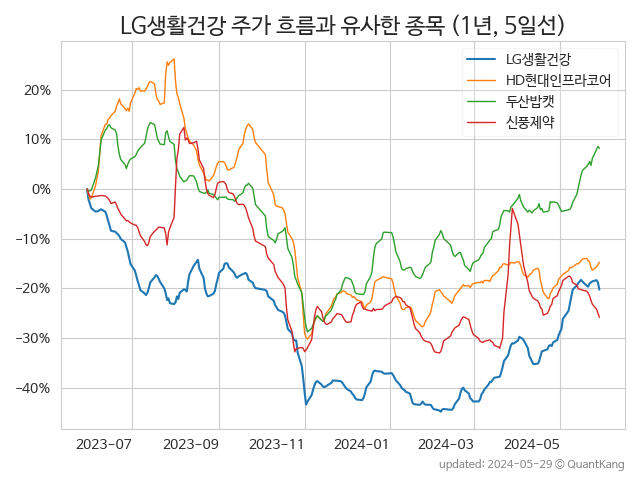 LG생활건강 주가 흐름과 유사한 종목 (1년, 5일선)
LG생활건강
HD현대인프라코어
두산밥캣
신풍제약
20%
10%
0%
−10%
−20%
−30%
−40%
2023-07 2023-09 2023-11 2024-01 2024-03 2024-05
updated: 2024-05-29 © QuantKang